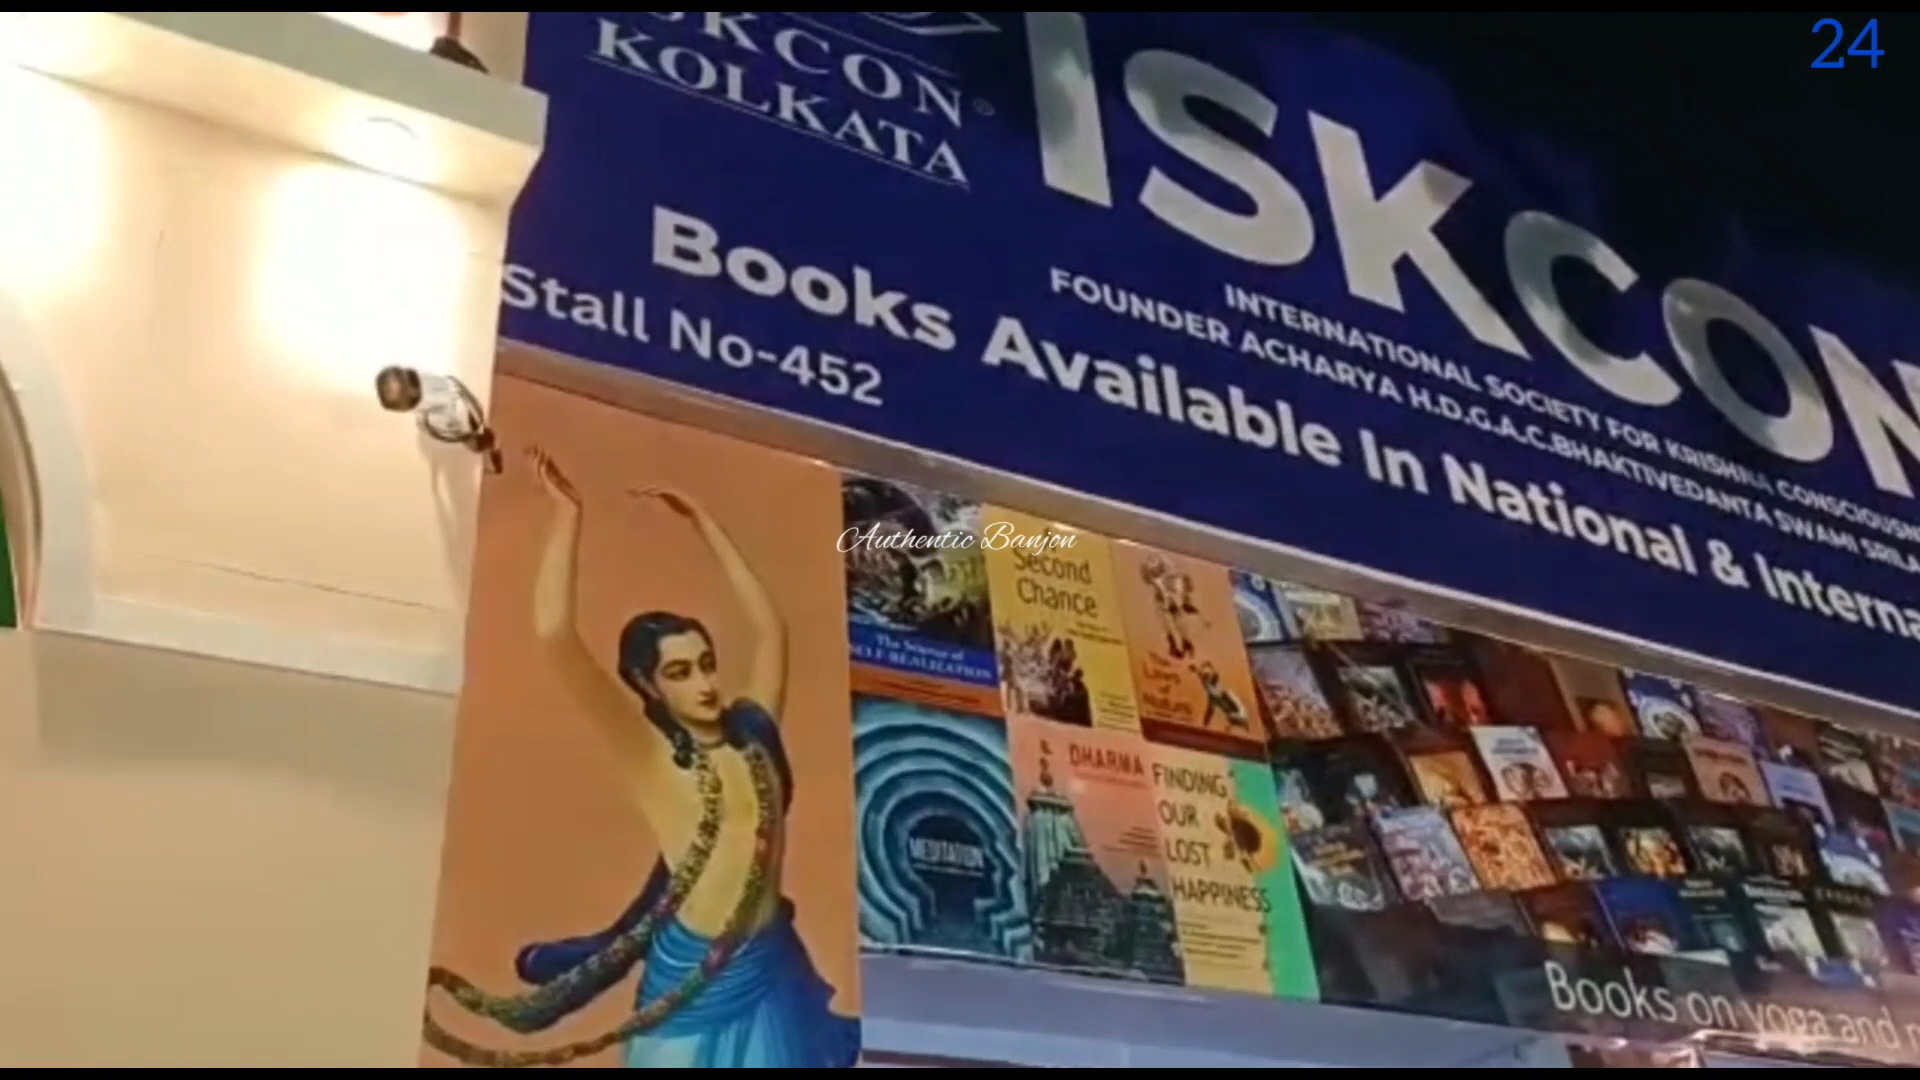 24
ISKCON
KOLKATA
ISKCON
INTERNATIONAL SOCIETY FOR KRISHNA CONSCIOUSN
FOUNDER ACHARYA H.D.G.A.C.BHAKTIVEDANTA SWAMI SRILA
Books Available In National & Interna
Stall No-452
Authentic Banjon
The Science of
SELF REALIZATION
Second
Chance
The
Laws
of
Nature
MEDITATION
DHARMA
FINDING
OUR
LOST
HAPPINESS
Books on yoga and